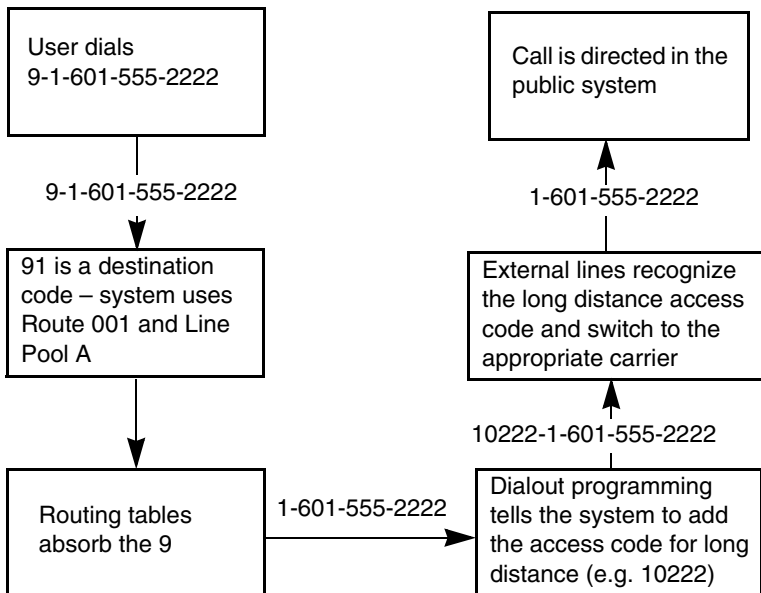 User dials
9-1-601-555-2222
9-1-601-555-2222
91 is a destination
code – system uses
Route 001 and Line
Pool A
Routing tables
absorb the 9
1-601-555-2222
Dialout programming
tells the system to add
the access code for long
distance (e.g. 10222)
10222-1-601-555-2222
External lines recognize
the long distance access
code and switch to the
appropriate carrier
1-601-555-2222
Call is directed in the
public system